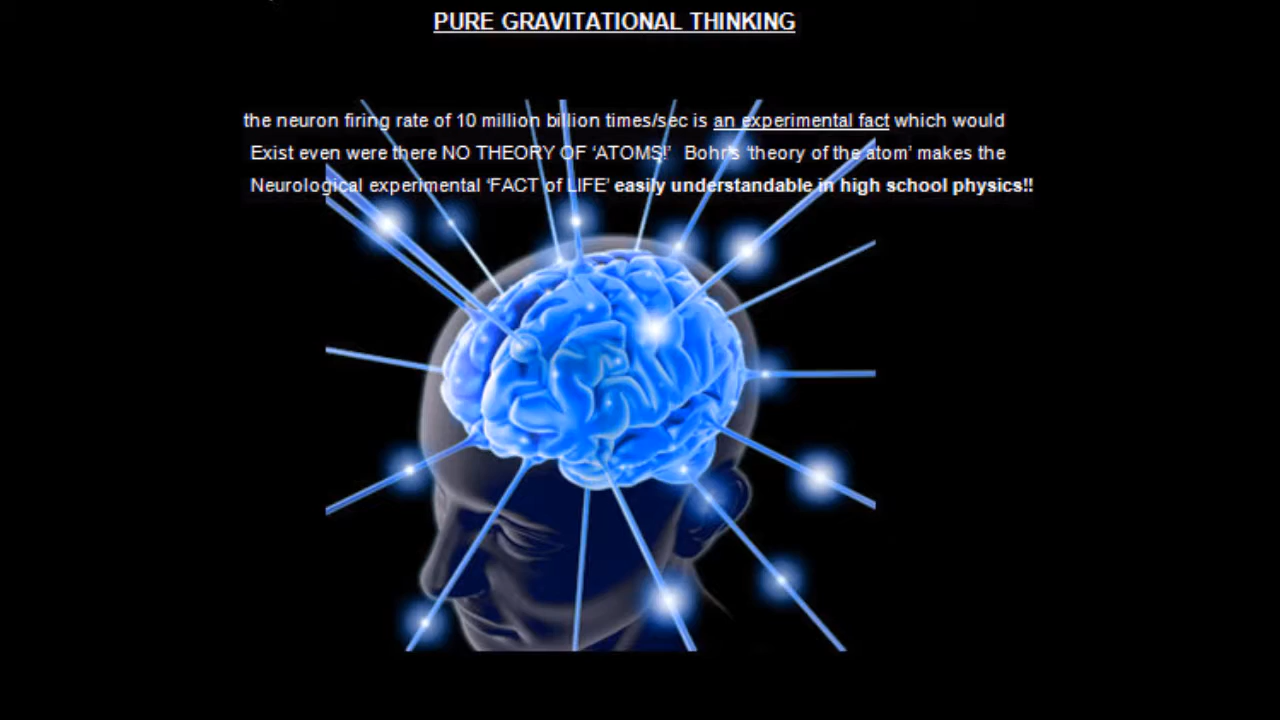 PURE GRAVITATIONAL THINKING
the neuron firing rate of 10 million billion times/sec is an experimental fact which would
Exist even were there NO THEORY OF ‘ATOMS!’ Bohr's ‘theory of the atom’ makes the
Neurological experimental ‘FACT of LIFE’ easily understandable in high school physics!!